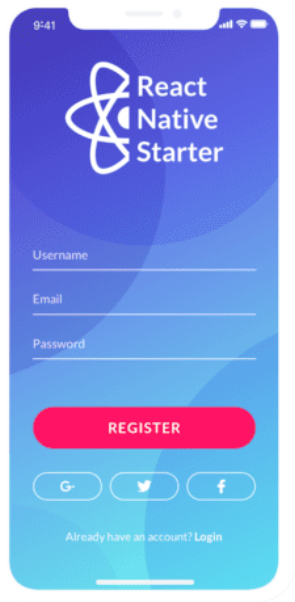 9:41
React
Native
Starter
Username
Email
Password
REGISTER
G+
Already have an account? Login